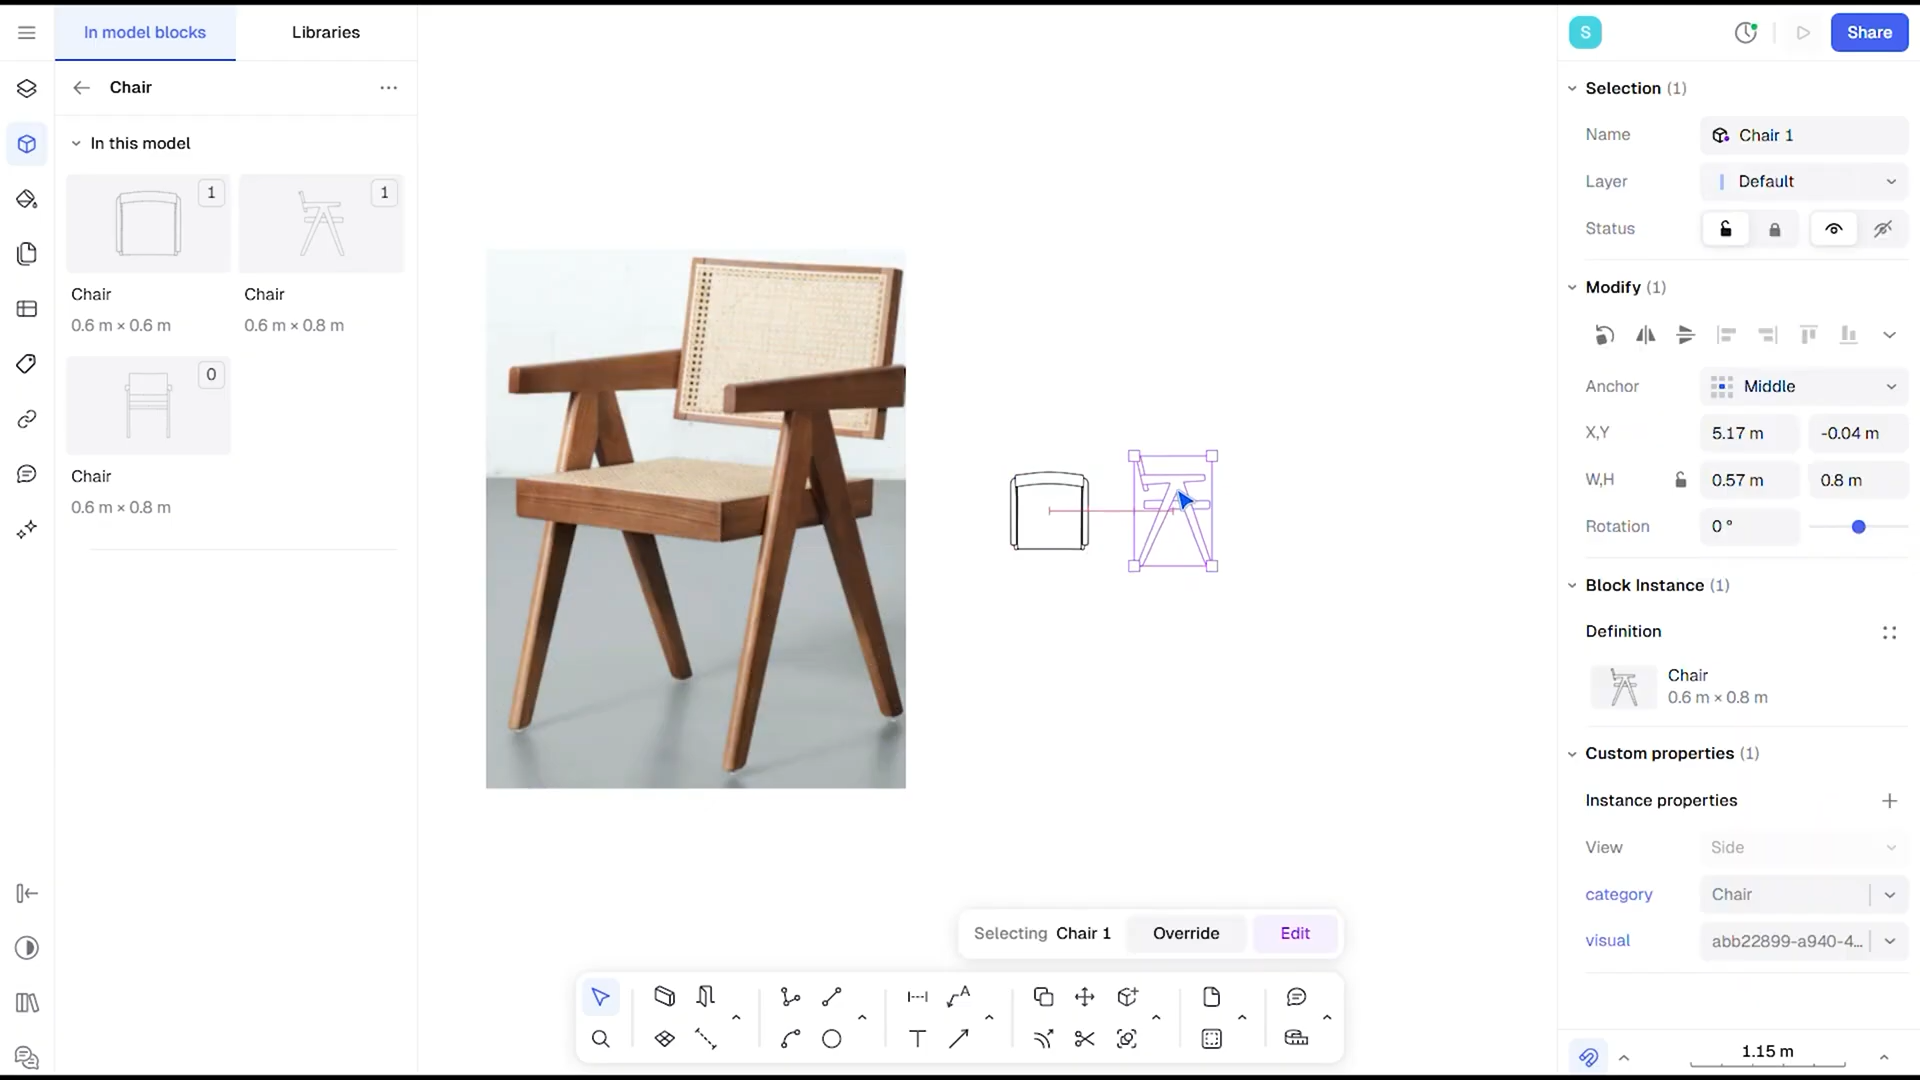 In model blocks
Libraries
Chair
In this model
1
1
Chair
0.6 m × 0.6 m
Chair
0.6 m × 0.8 m
0
Chair
0.6 m × 0.8 m
Selecting Chair 1
Override
Edit
A
T
S
Share
Selection (1)
Name
Chair 1
Layer
Default
Status
Modify (1)
Anchor
Middle
X,Y
5.17 m
-0.04 m
W,H
0.57 m
0.8 m
Rotation
0 °
Block Instance (1)
Definition
Chair
0.6 m × 0.8 m
Custom properties (1)
Instance properties
View
Side
category
Chair
visual
abb22899-a940-4...
1.15 m